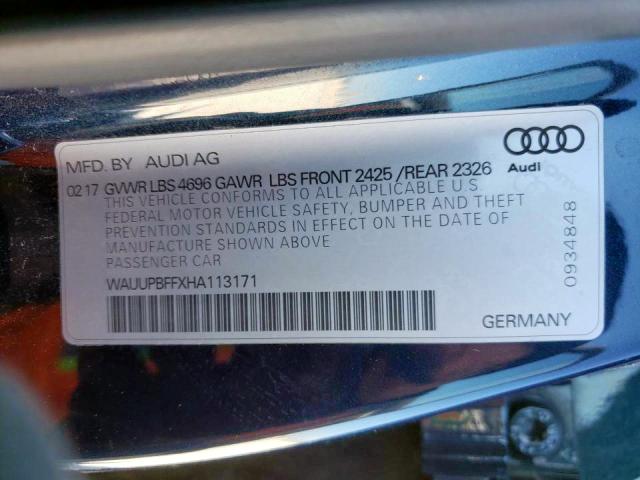 MFD. BY AUDI AG
Audi
02 17 GVWR LBS 4696 GAWR LBS FRONT 2425 / REAR 2326
THIS VEHICLE CONFORMS TO ALL APPLICABLE U.S
FEDERAL MOTOR VEHICLE SAFETY, BUMPER AND THEFT
PREVENTION STANDARDS IN EFFECT ON THE DATE OF
MANUFACTURE SHOWN ABOVE
PASSENGER CAR
WAUUPBFFXHA113171
GERMANY
0934848